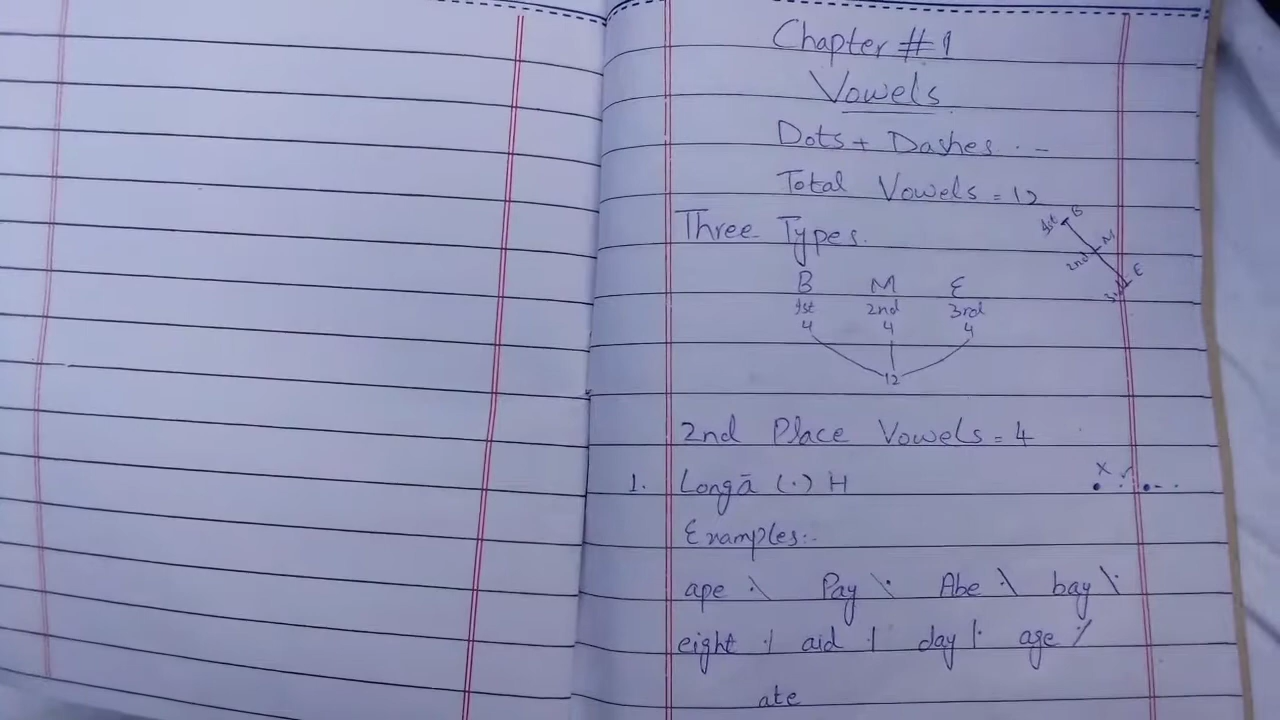 Chapter #1
Vowels
Dots + Dashes . -
Total Vowels = 12
Three Types.
1st B
2nd M
3rd E
B M E
1st 2nd 3rd
4 4 4
12
2nd Place Vowels = 4
1. Long ā (·) H
x ✓
Examples:-
ape Pay Abe bay
eight aid day age
ate